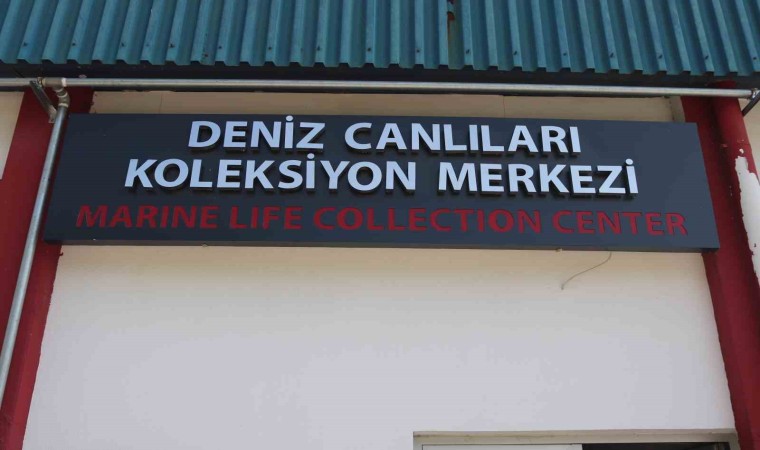 DENİZ CANLILARI
KOLEKSİYON MERKEZİ
MARINE LIFE COLLECTION CENTER